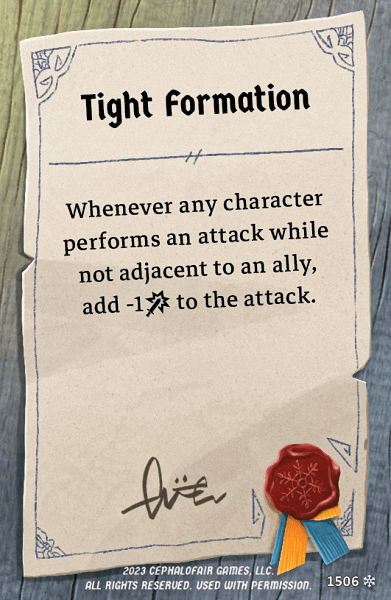 Tight Formation
Whenever any character
performs an attack while
not adjacent to an ally,
add -1 to the attack.
2023 CEPHALOFAIR GAMES, LLC.
ALL RIGHTS RESERVED. USED WITH PERMISSION.
1506